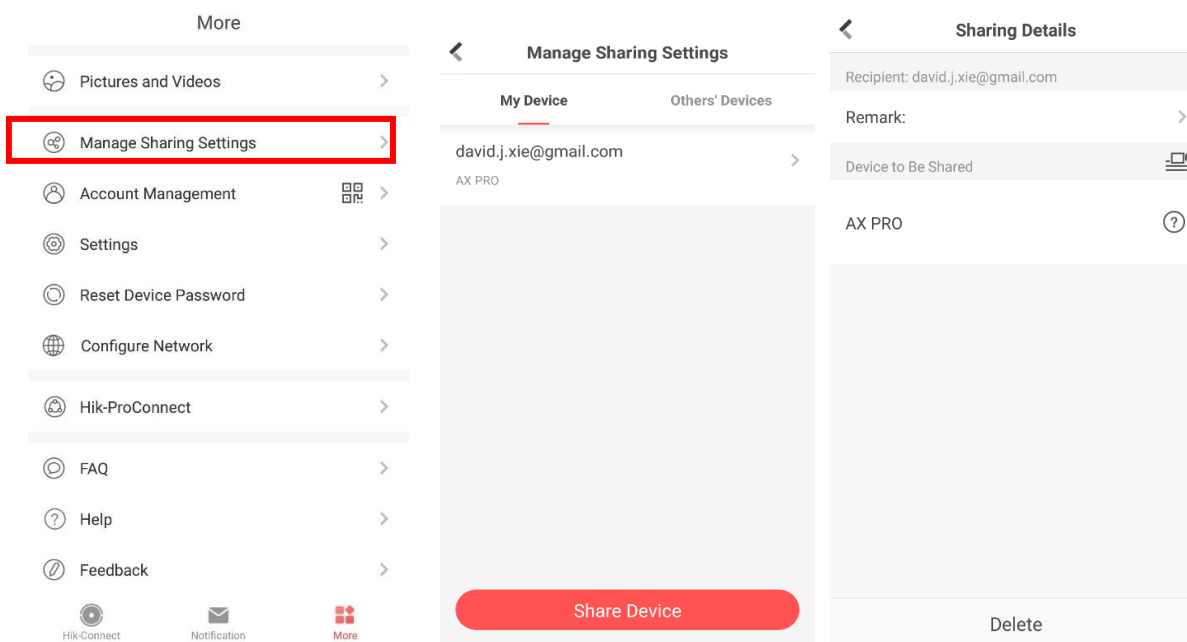 More
Pictures and Videos
Manage Sharing Settings
Account Management
Settings
Reset Device Password
Configure Network
Hik-ProConnect
FAQ
Help
Feedback
Hik-Connect
Notification
More
Manage Sharing Settings
My Device
Others' Devices
david.j.xie@gmail.com
AX PRO
Share Device
Sharing Details
Recipient: david.j.xie@gmail.com
Remark:
Device to Be Shared
AX PRO
Delete